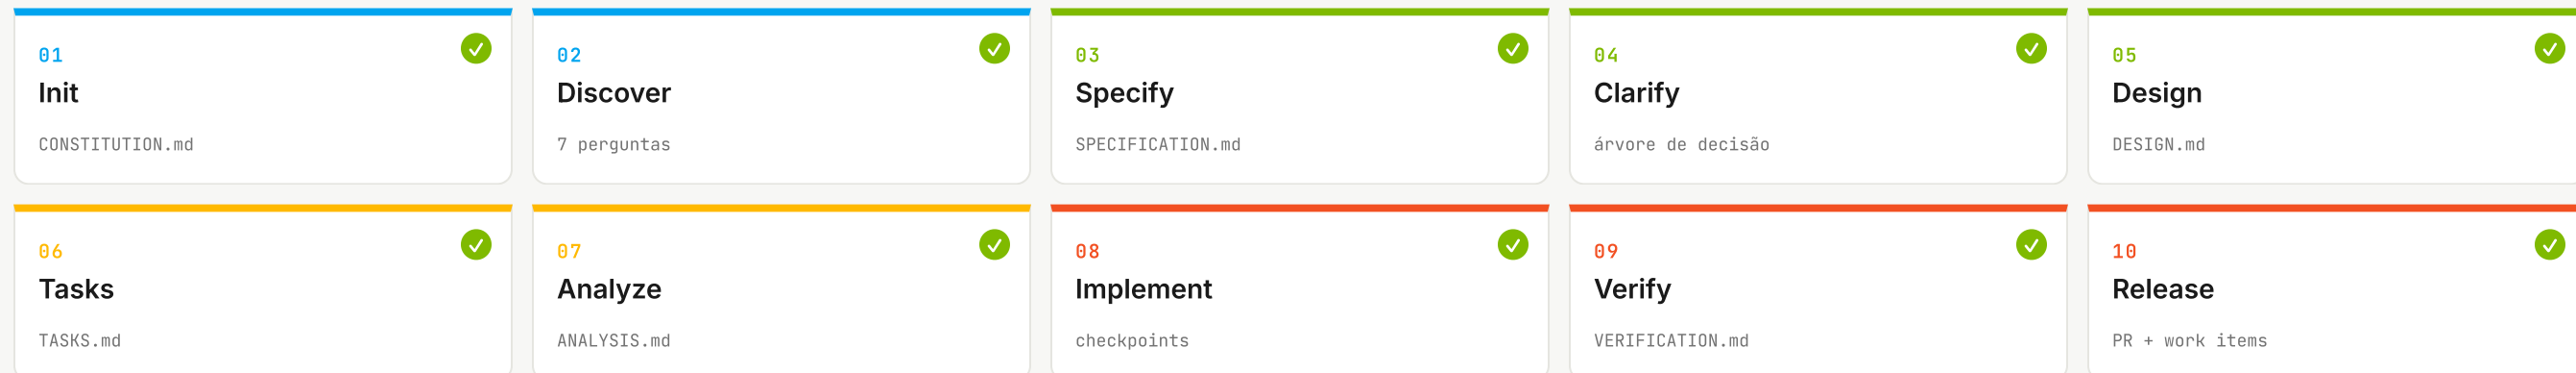 01
Init
CONSTITUTION.md
02
Discover
7 perguntas
03
Specify
SPECIFICATION.md
04
Clarify
árvore de decisão
05
Design
DESIGN.md
06
Tasks
TASKS.md
07
Analyze
ANALYSIS.md
08
Implement
checkpoints
09
Verify
VERIFICATION.md
10
Release
PR + work items